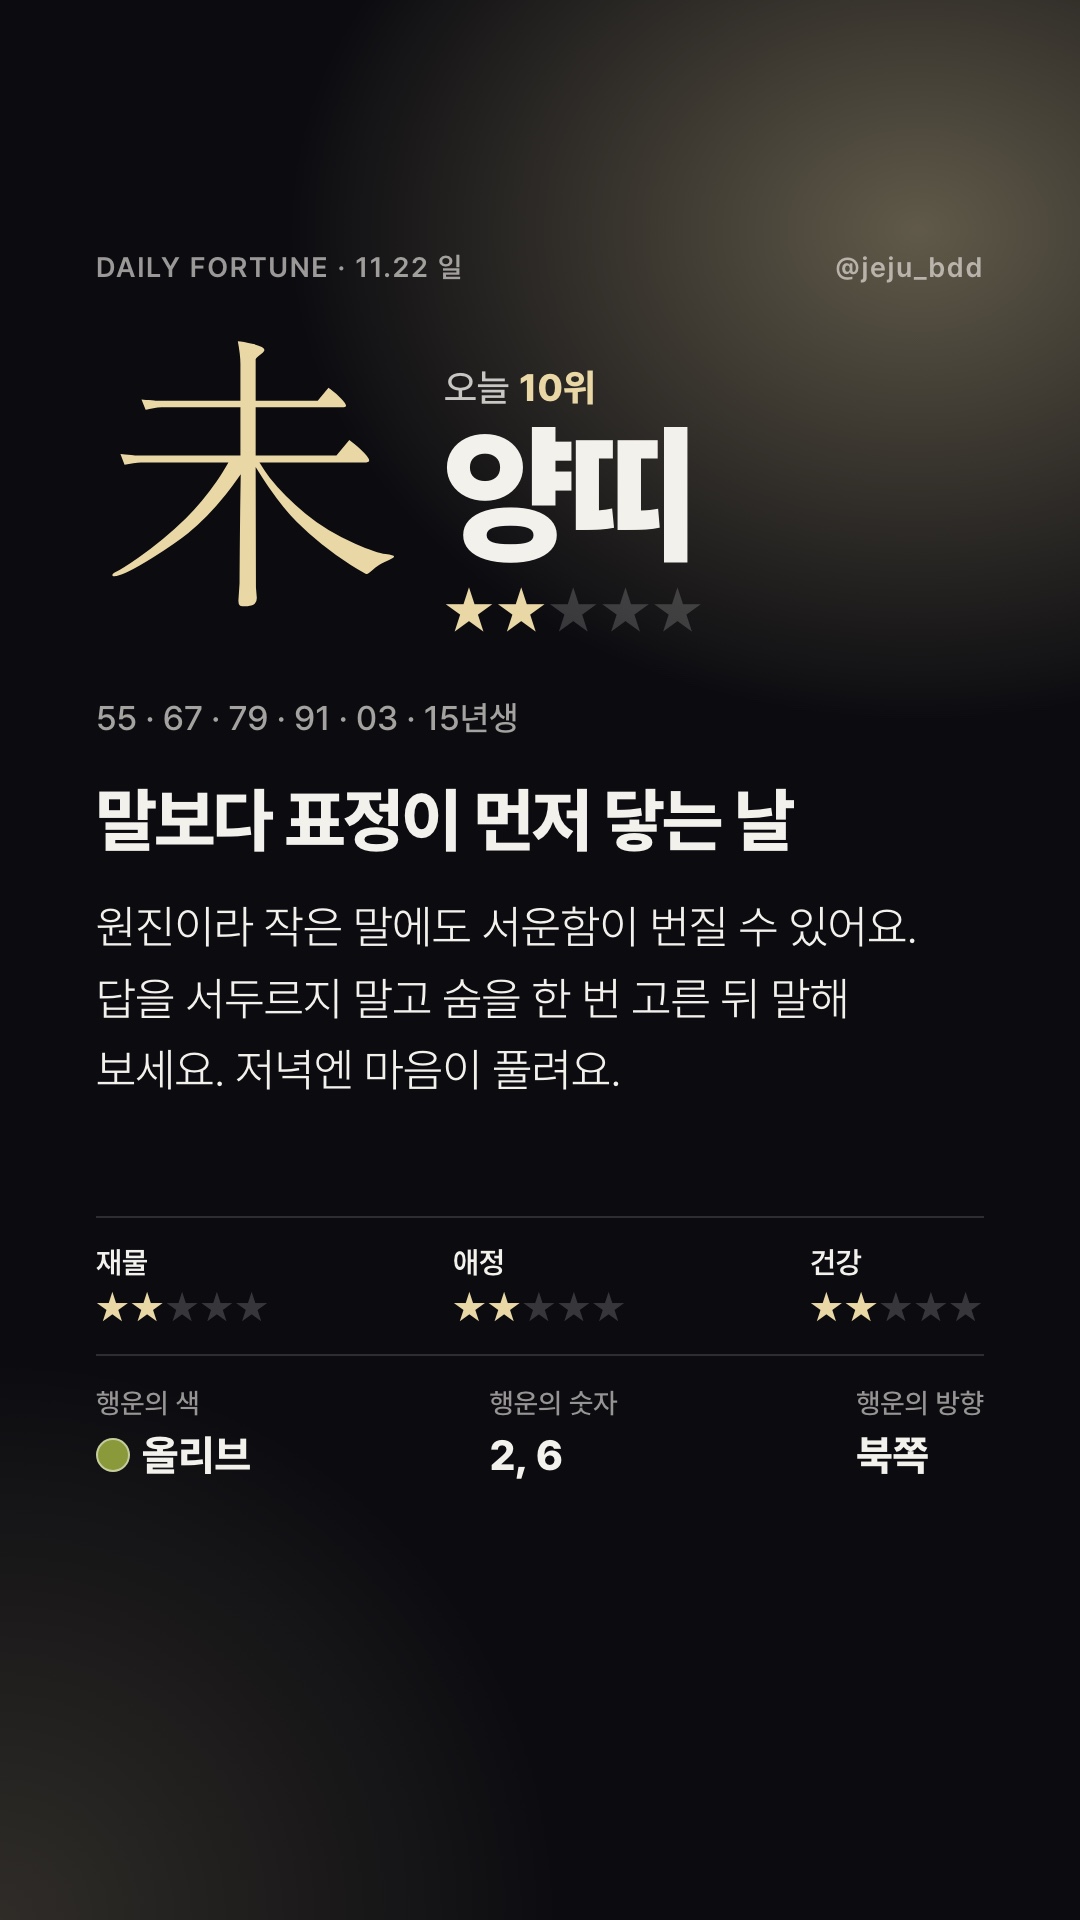 DAILY FORTUNE · 11.22 일
@jeju_bdd
未
오늘 10위
양띠
★★★★★
55 · 67 · 79 · 91 · 03 · 15년생
말보다 표정이 먼저 닿는 날
원진이라 작은 말에도 서운함이 번질 수 있어요.
답을 서두르지 말고 숨을 한 번 고른 뒤 말해
보세요. 저녁엔 마음이 풀려요.
재물 애정 건강
★★★★★ ★★★★★ ★★★★★
행운의 색 행운의 숫자 행운의 방향
올리브 2, 6 북쪽